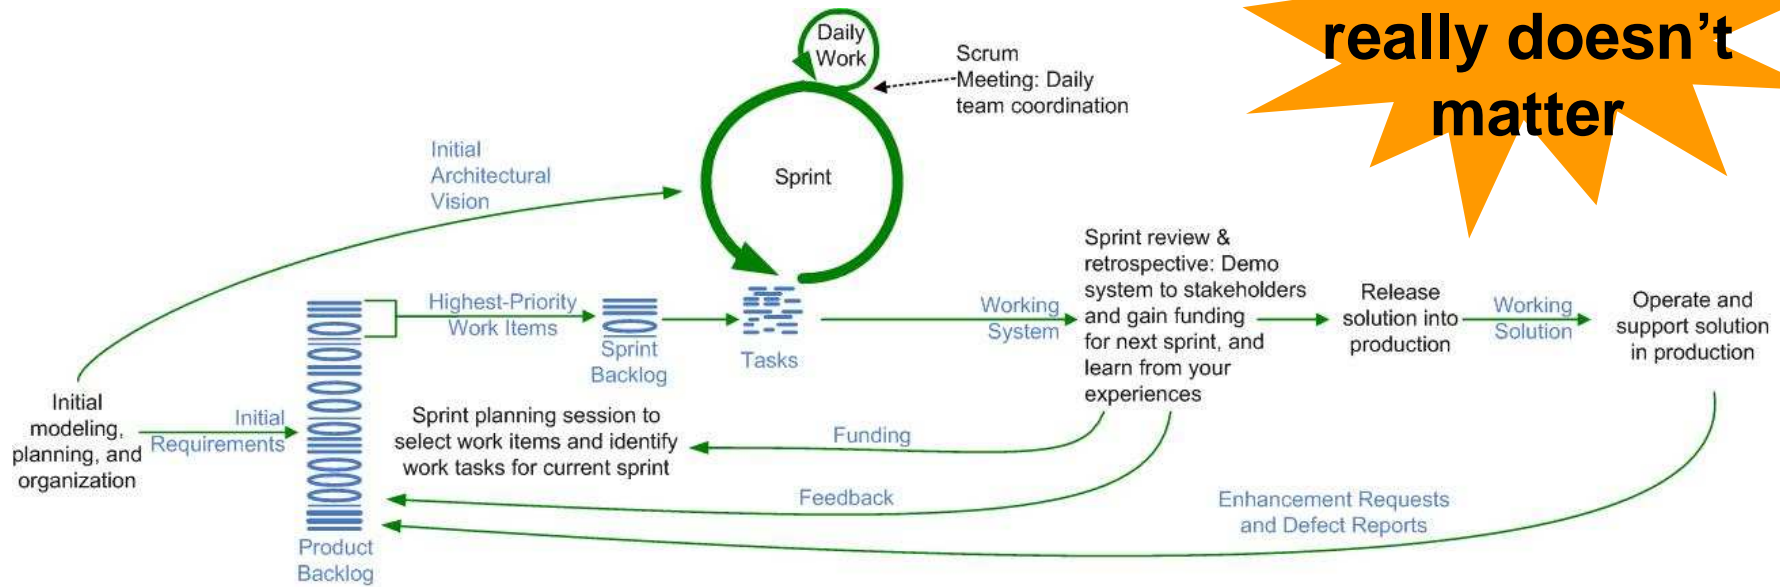 really doesn't
matter
Daily
Work
Scrum
Meeting: Daily
team coordination
Initial
Architectural
Vision
Sprint
Sprint review &
retrospective: Demo
system to stakeholders
and gain funding
for next sprint, and
learn from your
experiences
Highest-Priority
Work Items
Sprint
Backlog
Tasks
Working
System
Release
solution into
production
Working
Solution
Operate and
support solution
in production
Initial
modeling,
planning, and
organization
Initial
Requirements
Sprint planning session to
select work items and identify
work tasks for current sprint
Funding
Feedback
Enhancement Requests
and Defect Reports
Product
Backlog